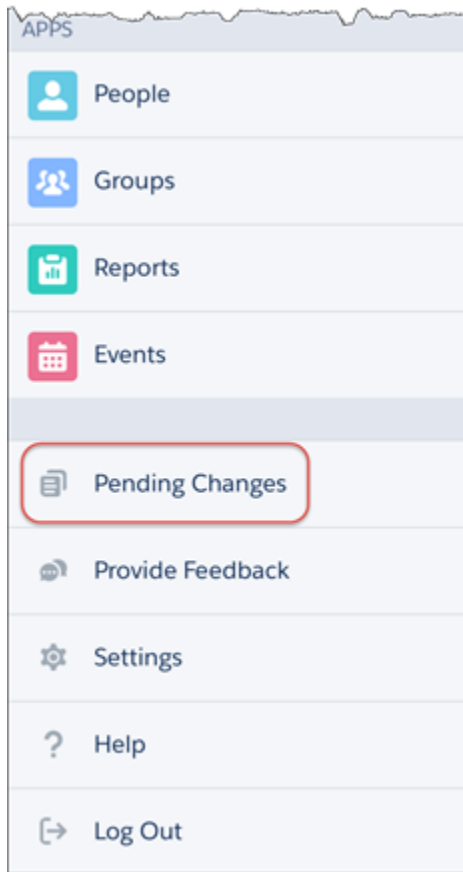 APPS
People
Groups
Reports
Events
Pending Changes
Provide Feedback
Settings
? Help
Log Out